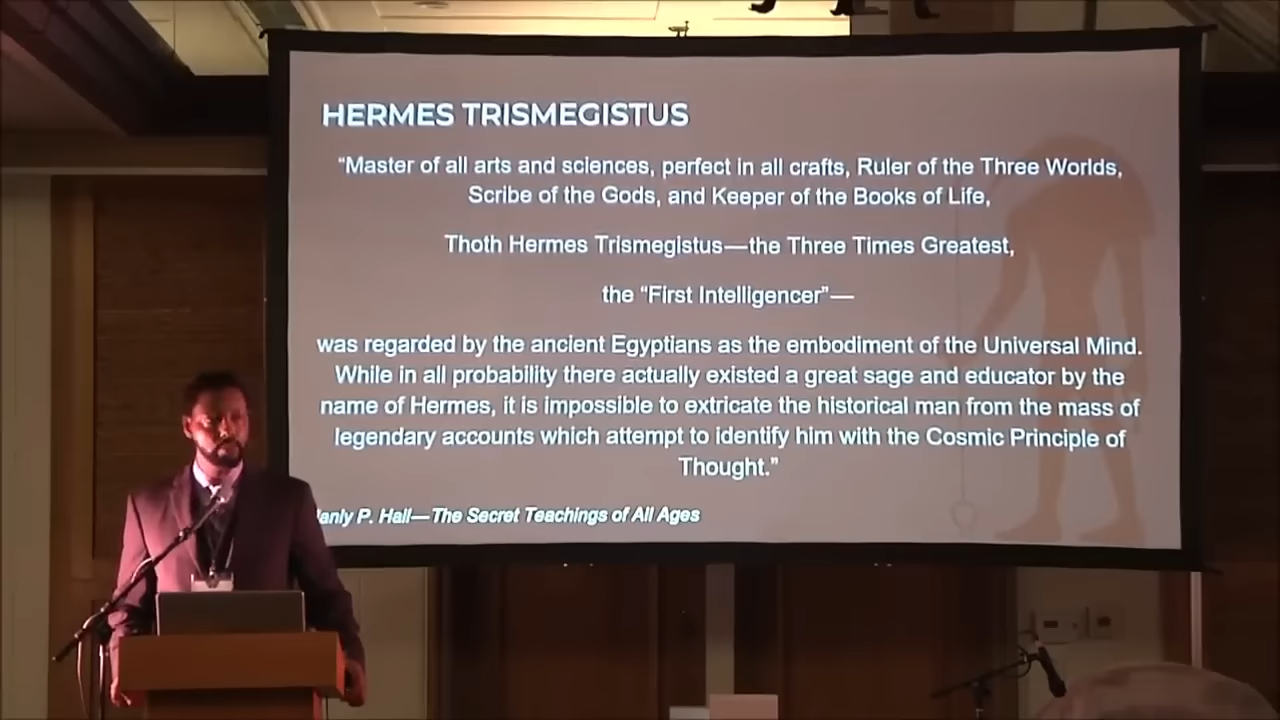 HERMES TRISMEGISTUS
“Master of all arts and sciences, perfect in all crafts, Ruler of the Three Worlds,
Scribe of the Gods, and Keeper of the Books of Life,
Thoth Hermes Trismegistus—the Three Times Greatest,
the “First Intelligencer”—
was regarded by the ancient Egyptians as the embodiment of the Universal Mind.
While in all probability there actually existed a great sage and educator by the
name of Hermes, it is impossible to extricate the historical man from the mass of
legendary accounts which attempt to identify him with the Cosmic Principle of
Thought.”
anly P. Hall—The Secret Teachings of All Ages